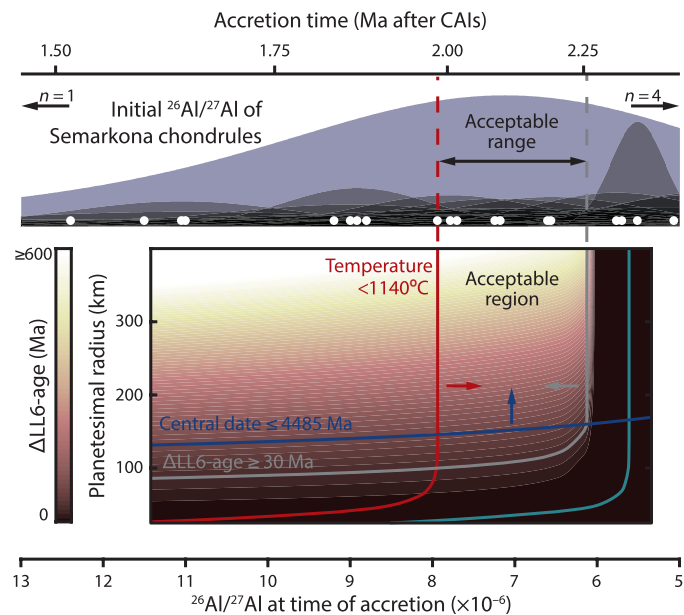 Accretion time (Ma after CAIs)
1.50 1.75 2.00 2.25
n = 1
n = 4
Initial ²⁶Al/²⁷Al of
Semarkona chondrules
Acceptable
range
≥600
0
ΔLL6-age (Ma)
Planetesimal radius (km)
300
200
100
Temperature
<1140ºC
Acceptable
region
Central date ≤ 4485 Ma
ΔLL6-age ≥ 30 Ma
13 12 11 10 9 8 7 6 5
²⁶Al/²⁷Al at time of accretion (×10⁻⁶)